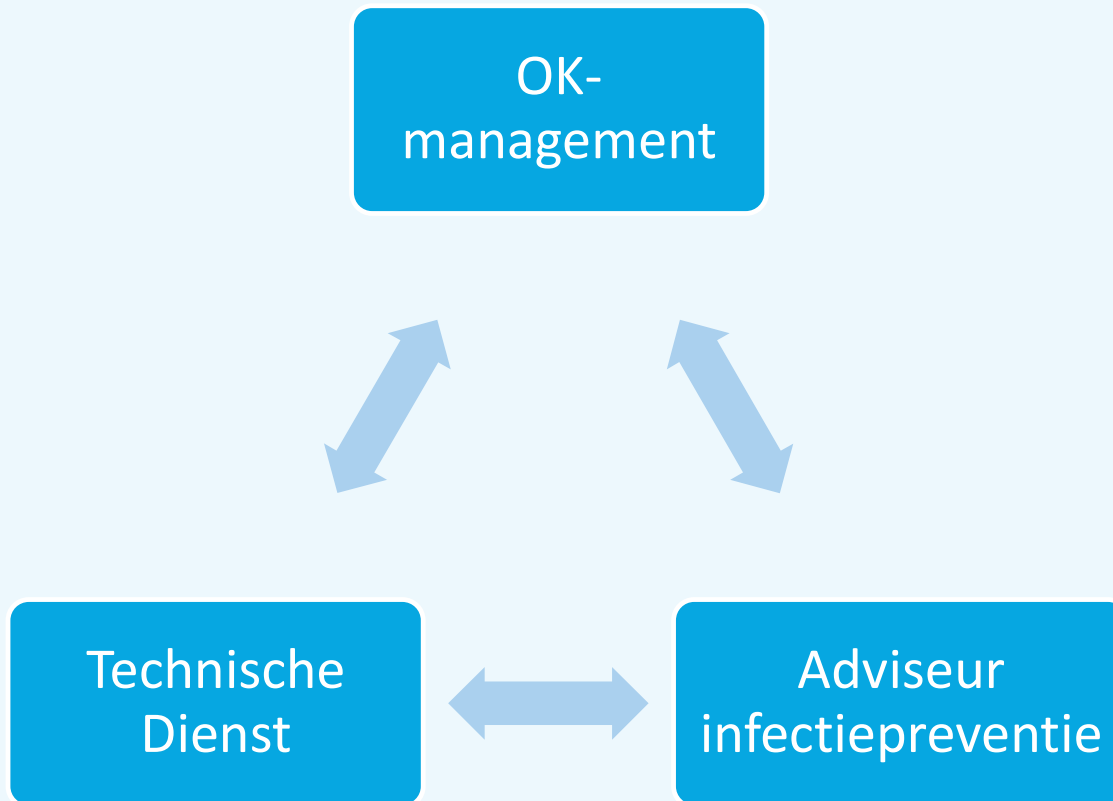 OK-
management
Technische
Dienst
Adviseur
infectiepreventie